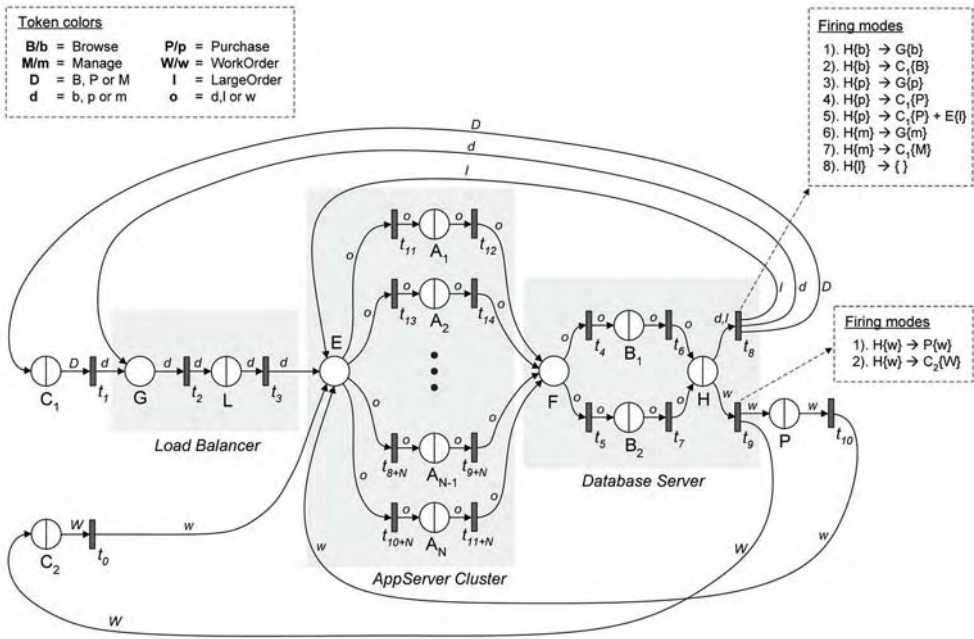 Token colors
B/b = Browse P/p = Purchase
M/m = Manage W/w = WorkOrder
D = B, P or M l = LargeOrder
d = b, p or m o = d,l or w
Firing modes
1). H{b} → G{b}
2). H{b} → C1{B}
3). H{p} → G{p}
4). H{p} → C1{P}
5). H{p} → C1{P} + E{l}
6). H{m} → G{m}
7). H{m} → C1{M}
8). H{l} → { }
D
d
l
o o
t11 A1 t12
o o
o o
t13 A2 t14
o o
E
o o
t4 B1 t6
o o
d,l
t8
l d D
Firing modes
1). H{w} → P{w}
2). H{w} → C2{W}
D d d d d
C1 t1 G t2 L t3
F
H
w w w
t9 P t10
Load Balancer
o o
t5 B2 t7
o o
Database Server
o o
t8+N AN-1 t9+N
o o
o o
t10+N AN t11+N
o o
AppServer Cluster
W w
C2 t0
w
W
w
W